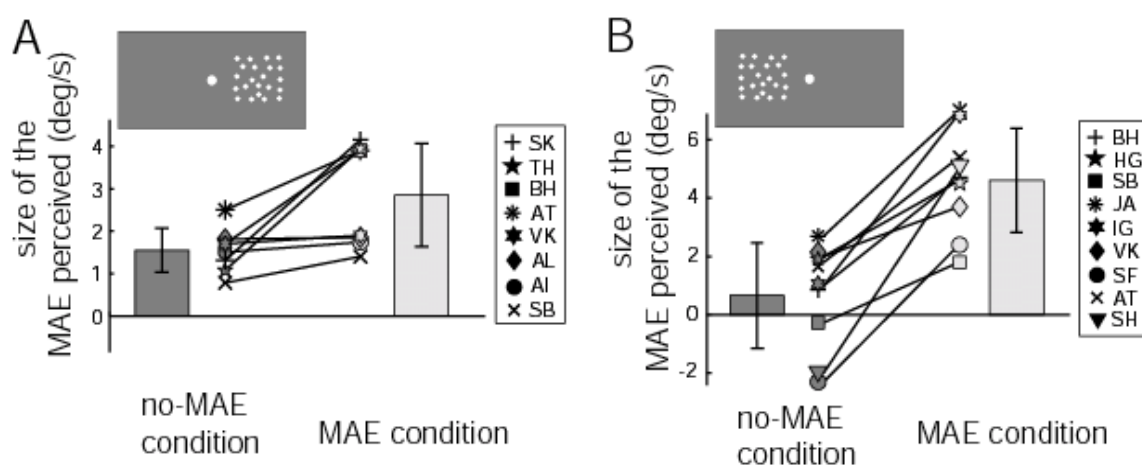 A
size of the
MAE perceived (deg/s)
4
3
2
1
0
no-MAE
condition
MAE condition
SK
TH
BH
AT
VK
AL
AI
SB
B
size of the
MAE perceived (deg/s)
6
4
2
0
-2
no-MAE
condition
MAE condition
BH
HG
SB
JA
IG
VK
SF
AT
SH